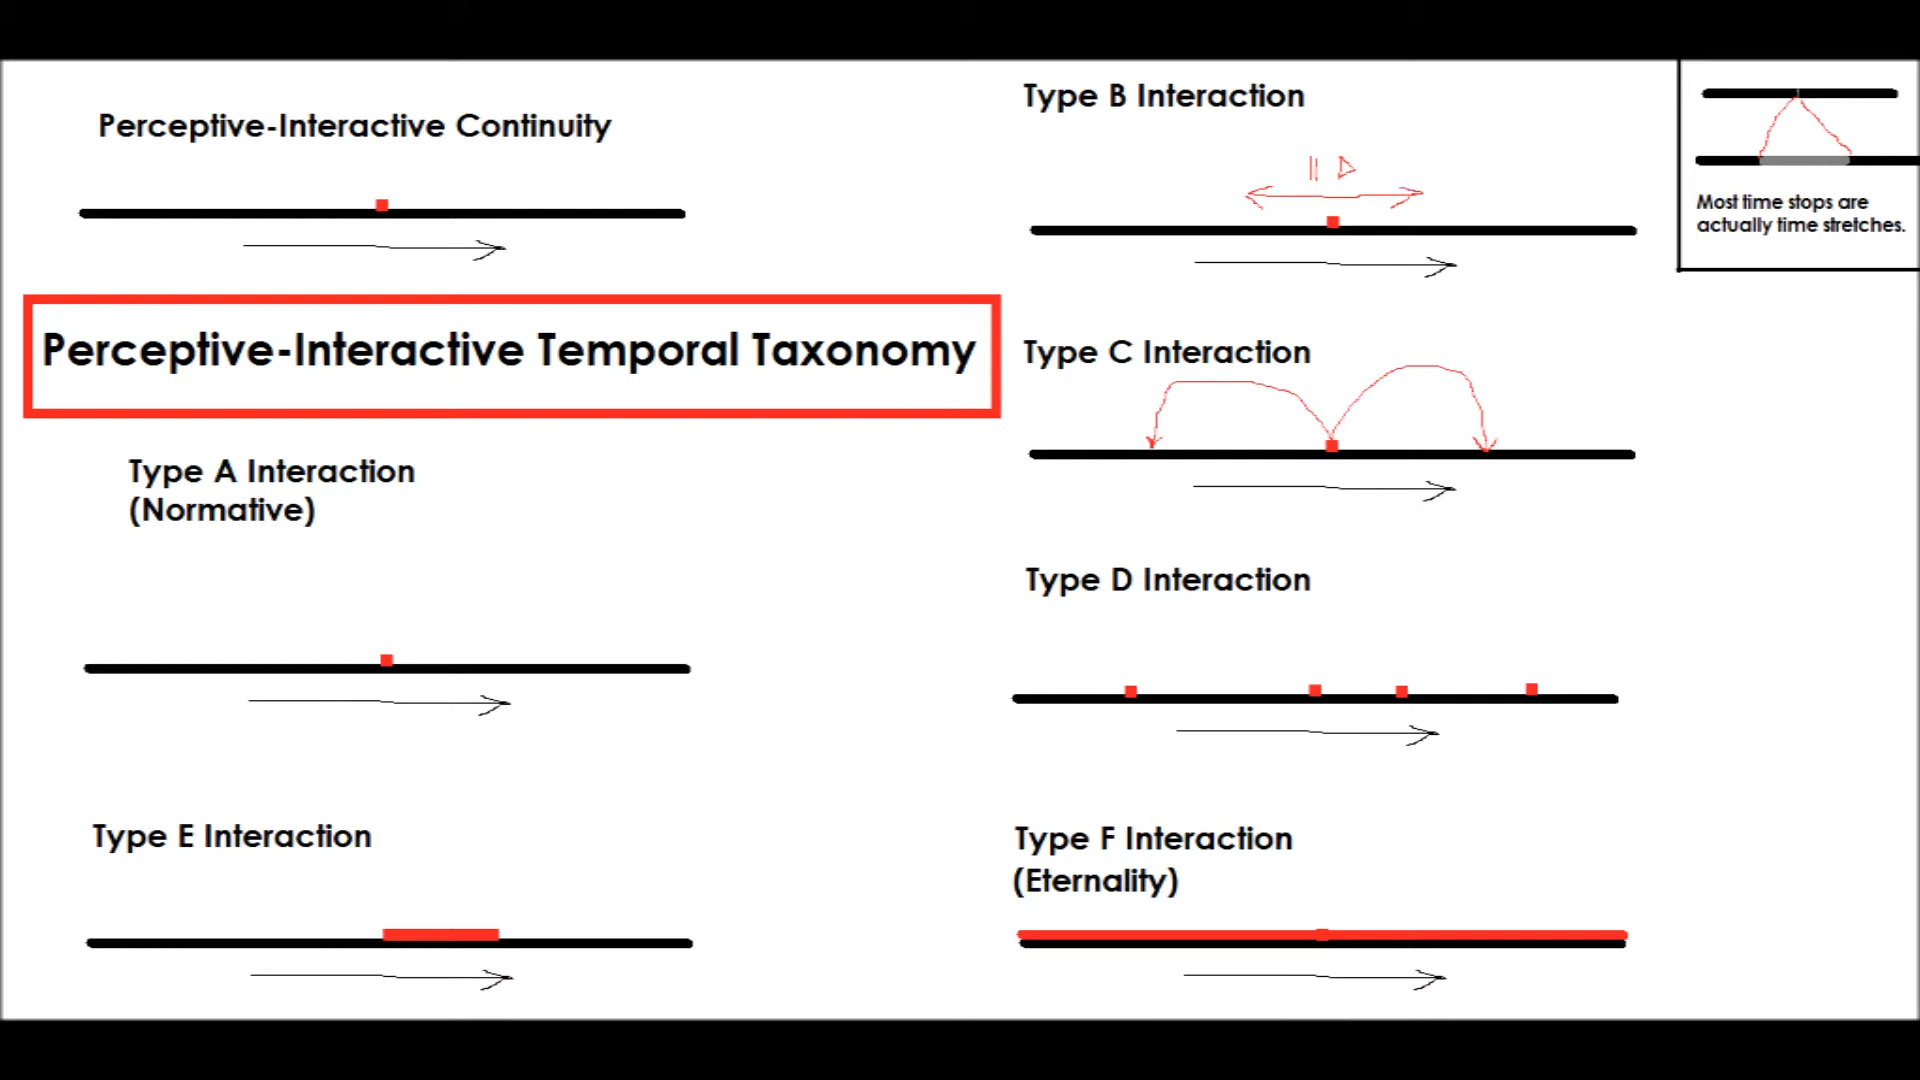 Perceptive-Interactive Continuity
Perceptive-Interactive Temporal Taxonomy
Type A Interaction
(Normative)
Type E Interaction
Type B Interaction
Type C Interaction
Type D Interaction
Type F Interaction
(Eternality)
Most time stops are
actually time stretches.